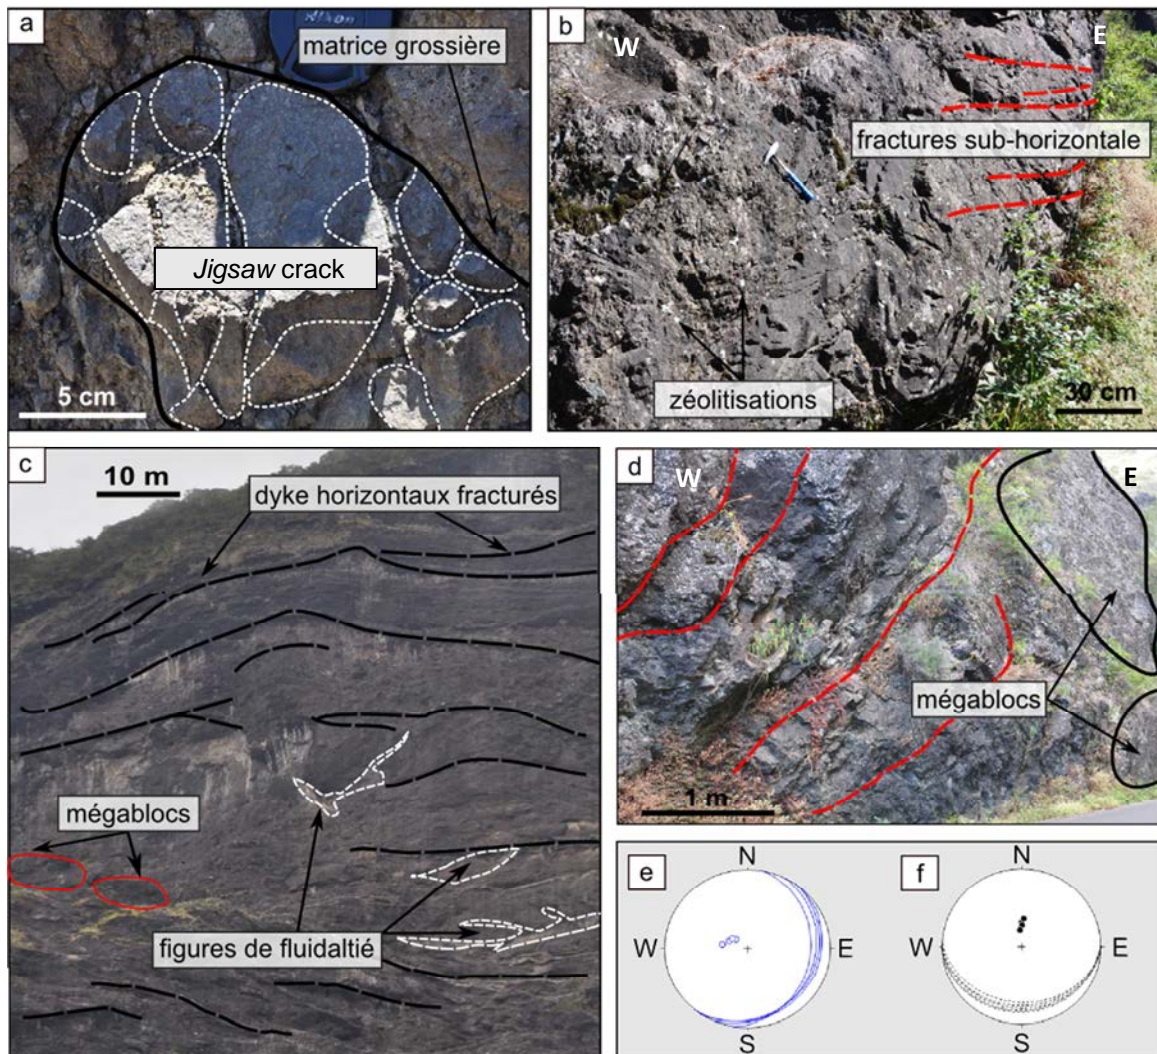 a
Nikon
matrice grossière
Jigsaw crack
5 cm
b
W
E
fractures sub-horizontale
zéolitisations
30 cm
c
10 m
dyke horizontaux fracturés
mégablocs
figures de fluidaltié
d
W
E
mégablocs
1 m
e
N
W
E
S
f
N
W
E
S